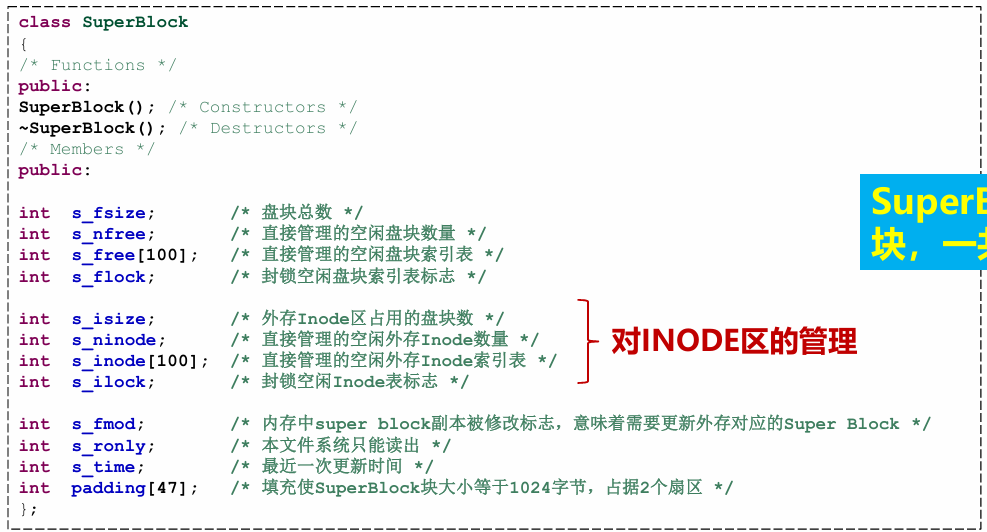 class SuperBlock
{
/* Functions */
public:
SuperBlock(); /* Constructors */
~SuperBlock(); /* Destructors */
/* Members */
public:
int s_fsize; /* 盘块总数 */
int s_nfree; /* 直接管理的空闲盘块数量 */
int s_free[100]; /* 直接管理的空闲盘块索引表 */
int s_flock; /* 封锁空闲盘块索引表标志 */
int s_isize; /* 外存Inode区占用的盘块数 */
int s_ninode; /* 直接管理的空闲外存Inode数量 */
int s_inode[100]; /* 直接管理的空闲外存Inode索引表 */
int s_ilock; /* 封锁空闲Inode表标志 */
对INODE区的管理
int s_fmod; /* 内存中super block副本被修改标志，意味着需要更新外存对应的Super Block */
int s_ronly; /* 本文件系统只能读出 */
int s_time; /* 最近一次更新时间 */
int padding[47]; /* 填充使SuperBlock块大小等于1024字节，占据2个扇区 */
};
Super
块，一